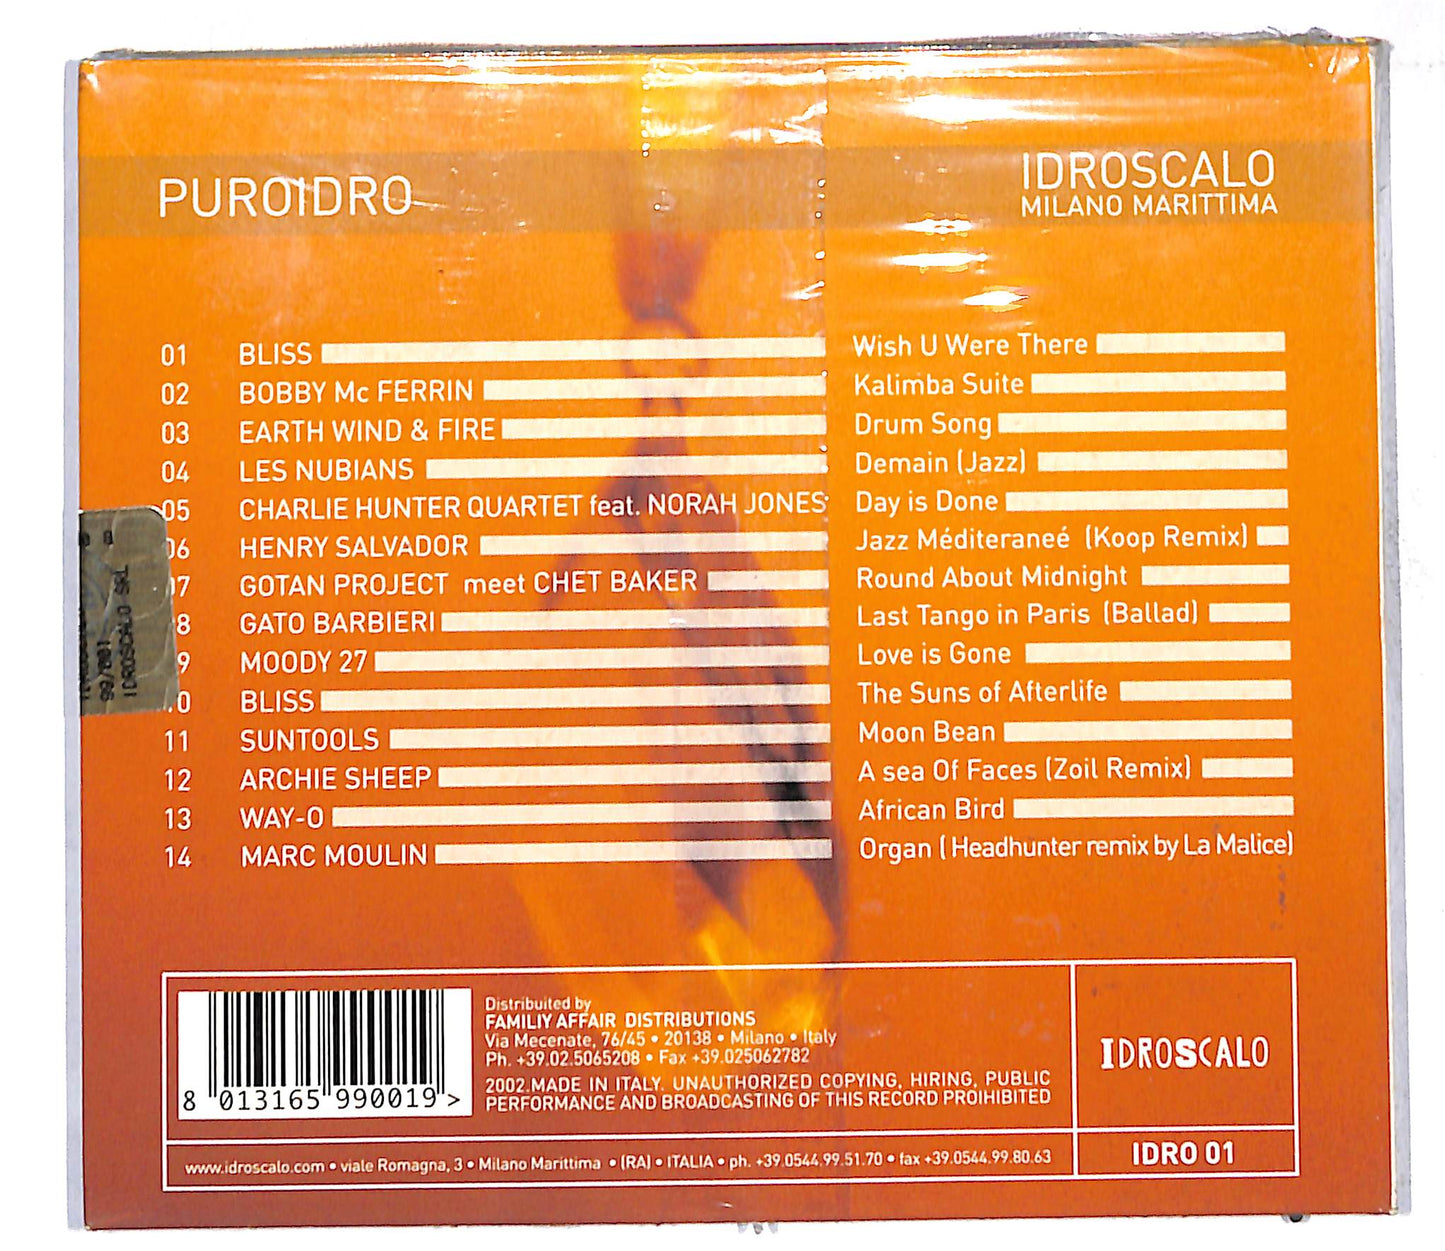 PUROIDRO
IDROSCALO
MILANO MARITTIMA
01 BLISS Wish U Were There
02 BOBBY Mc FERRIN Kalimba Suite
03 EARTH WIND & FIRE Drum Song
04 LES NUBIANS Demain (Jazz)
05 CHARLIE HUNTER QUARTET feat. NORAH JONES Day is Done
06 HENRY SALVADOR Jazz Méditeraneé (Koop Remix)
07 GOTAN PROJECT meet CHET BAKER Round About Midnight
8 GATO BARBIERI Last Tango in Paris (Ballad)
9 MOODY 27 Love is Gone
10 BLISS The Suns of Afterlife
11 SUNTOOLS Moon Bean
12 ARCHIE SHEEP A sea Of Faces (Zoil Remix)
13 WAY-O African Bird
14 MARC MOULIN Organ ( Headhunter remix by La Malice)
99/001
IDROSCALO SRL
8 013165 990019 >
Distribuited by
FAMILIY AFFAIR DISTRIBUTIONS
Via Mecenate, 76/45 • 20138 • Milano • Italy
Ph. +39.02.5065208 • Fax +39.025062782
2002.MADE IN ITALY. UNAUTHORIZED COPYING, HIRING, PUBLIC
PERFORMANCE AND BROADCASTING OF THIS RECORD PROIHIBITED
IDROSCALO
www.idroscalo.com • viale Romagna, 3 • Milano Marittima • (RA) • ITALIA • ph. +39.0544.99.51.70 • fax +39.0544.99.80.63
IDRO 01